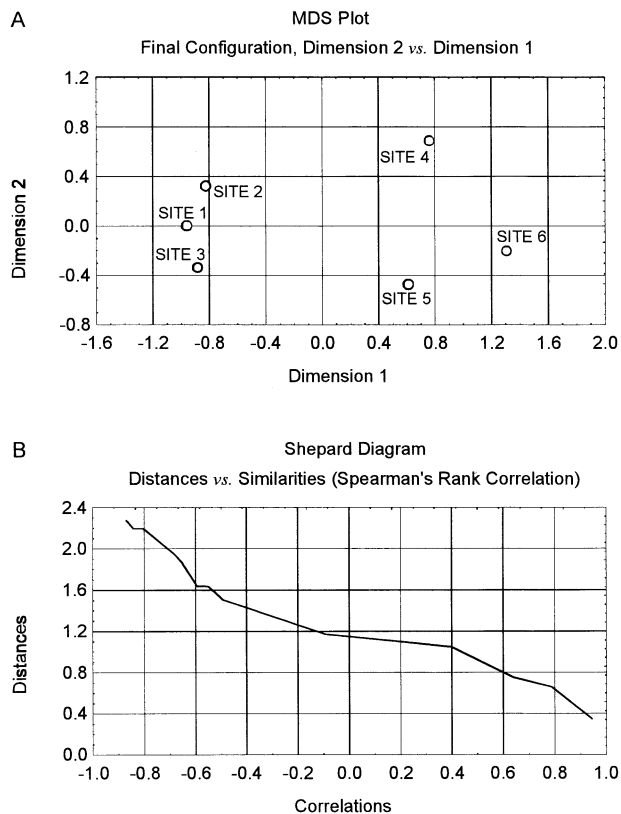 A
MDS Plot
Final Configuration, Dimension 2 vs. Dimension 1
1.2
0.8
0.4
0.0
-0.4
-0.8
Dimension 2
SITE 4
SITE 2
SITE 1
SITE 6
SITE 3
SITE 5
-1.6 -1.2 -0.8 -0.4 0.0 0.4 0.8 1.2 1.6 2.0
Dimension 1
B
Shepard Diagram
Distances vs. Similarities (Spearman's Rank Correlation)
2.4
2.0
1.6
1.2
0.8
0.4
0.0
Distances
-1.0 -0.8 -0.6 -0.4 -0.2 0.0 0.2 0.4 0.6 0.8 1.0
Correlations